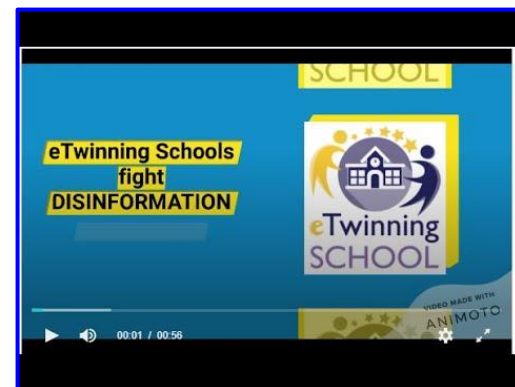 SCHOOL
eTwinning Schools
fight
DISINFORMATION
eTwinning
SCHOOL
VIDEO MADE WITH
ANIMOTO
00:01 / 00:56